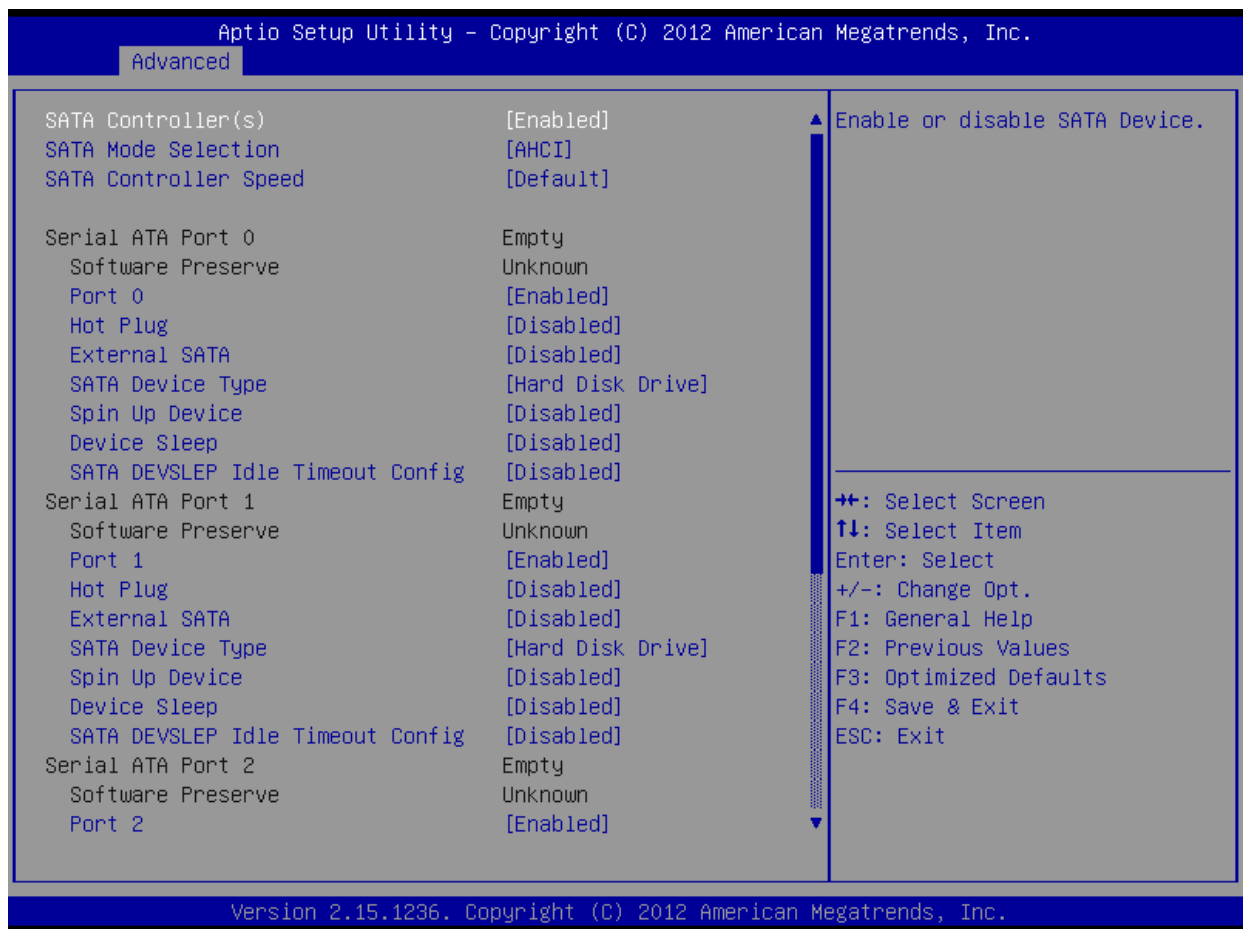 Aptio Setup Utility – Copyright (C) 2012 American Megatrends, Inc.
Advanced
SATA Controller(s) [Enabled]
SATA Mode Selection [AHCI]
SATA Controller Speed [Default]
Serial ATA Port 0 Empty
Software Preserve Unknown
Port 0 [Enabled]
Hot Plug [Disabled]
External SATA [Disabled]
SATA Device Type [Hard Disk Drive]
Spin Up Device [Disabled]
Device Sleep [Disabled]
SATA DEVSLEP Idle Timeout Config [Disabled]
Serial ATA Port 1 Empty
Software Preserve Unknown
Port 1 [Enabled]
Hot Plug [Disabled]
External SATA [Disabled]
SATA Device Type [Hard Disk Drive]
Spin Up Device [Disabled]
Device Sleep [Disabled]
SATA DEVSLEP Idle Timeout Config [Disabled]
Serial ATA Port 2 Empty
Software Preserve Unknown
Port 2 [Enabled]
Enable or disable SATA Device.
→←: Select Screen
↑↓: Select Item
Enter: Select
+/-: Change Opt.
F1: General Help
F2: Previous Values
F3: Optimized Defaults
F4: Save & Exit
ESC: Exit
Version 2.15.1236. Copyright (C) 2012 American Megatrends, Inc.